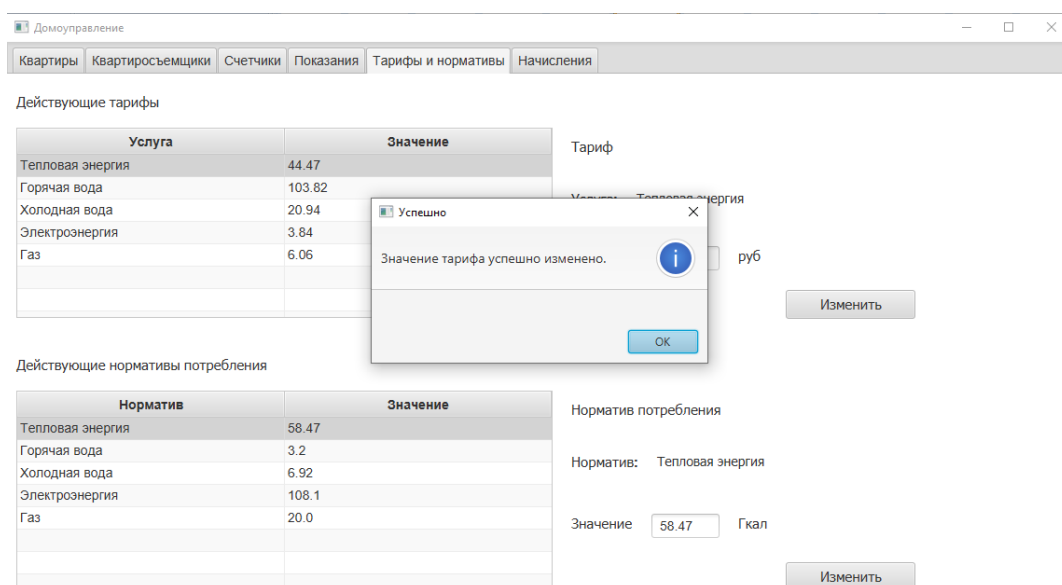 Домоуправление
Квартиры Квартиросъемщики Счетчики Показания Тарифы и нормативы Начисления
Действующие тарифы
Услуга Значение
Тепловая энергия 44.47
Горячая вода 103.82
Холодная вода 20.94
Электроэнергия 3.84
Газ 6.06
Тариф
Тепловая энергия
руб
Изменить
Успешно
Значение тарифа успешно изменено.
OK
Действующие нормативы потребления
Норматив Значение
Тепловая энергия 58.47
Горячая вода 3.2
Холодная вода 6.92
Электроэнергия 108.1
Газ 20.0
Норматив потребления
Норматив: Тепловая энергия
Значение 58.47 Гкал
Изменить